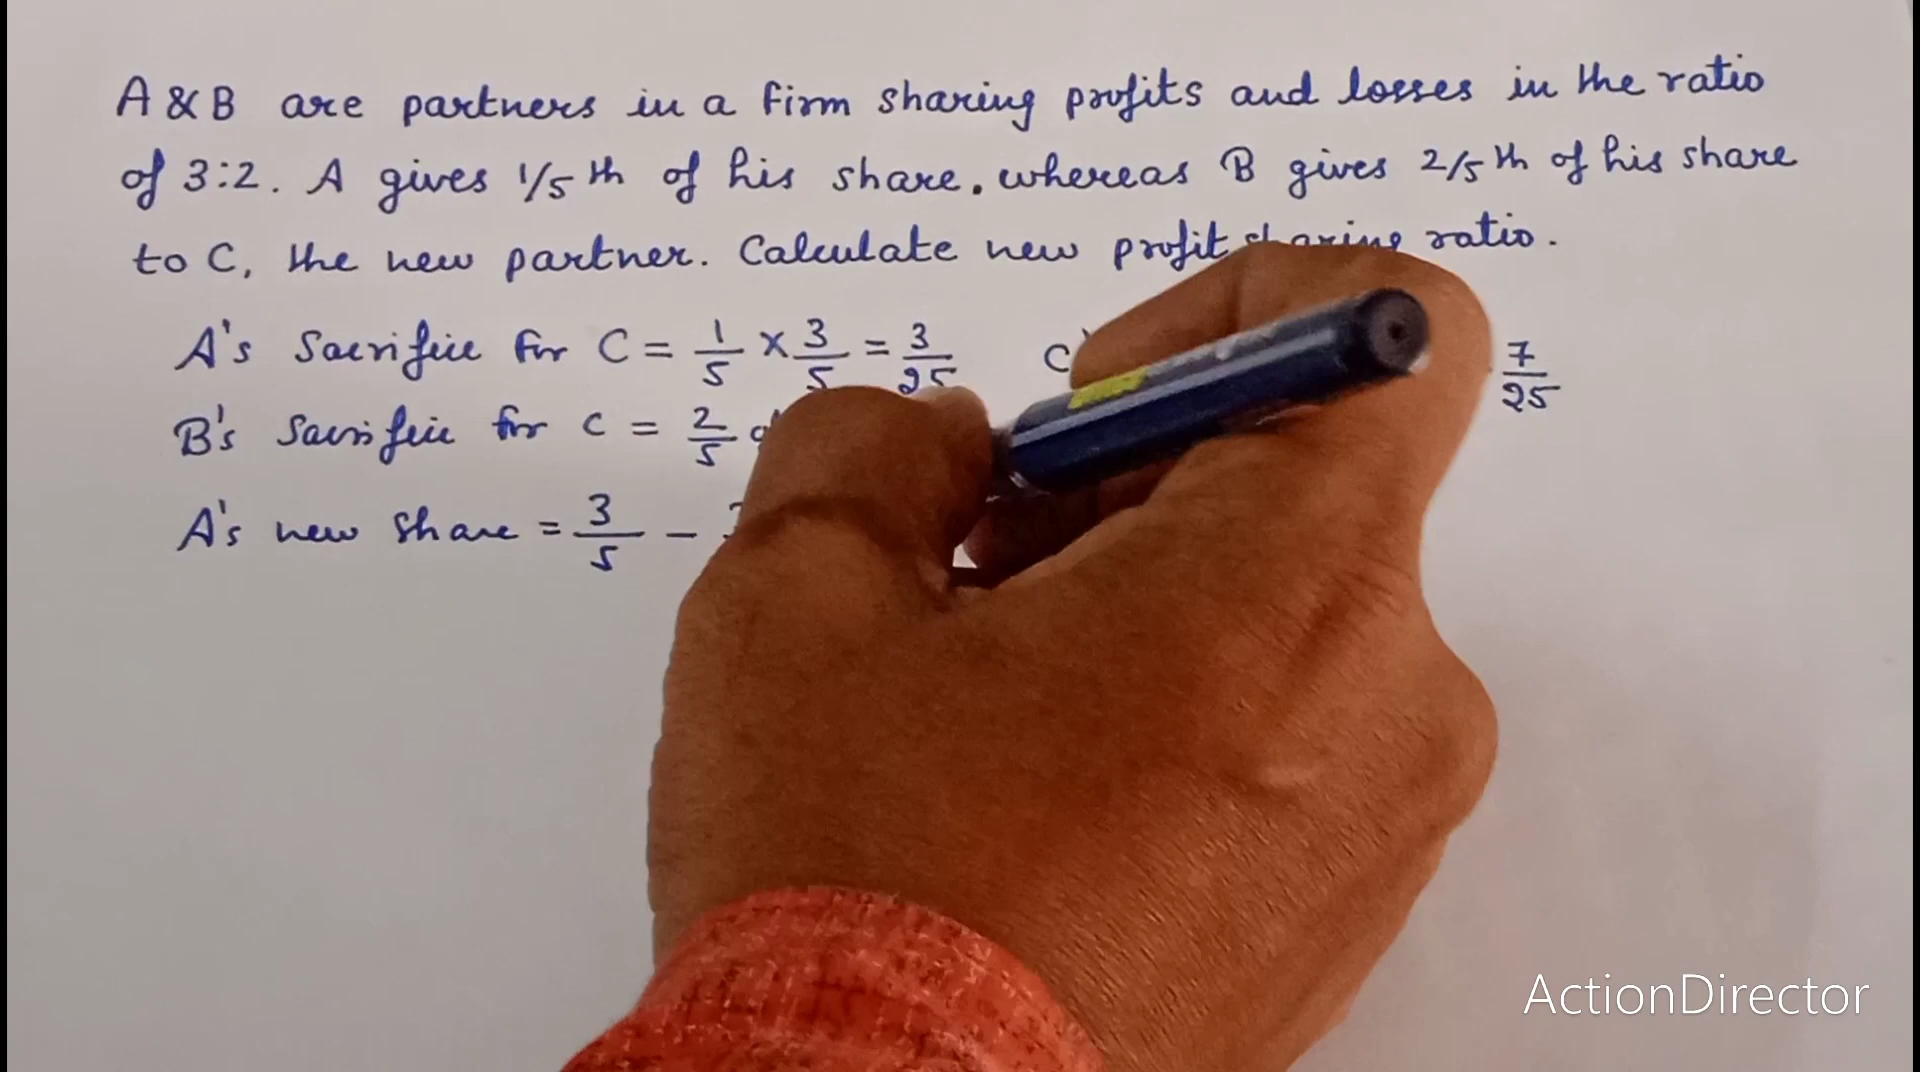 A & B are partners in a firm sharing profits and losses in the ratio
of 3:2. A gives 1/5 th of his share. whereas B gives 2/5 th of his share
to C, the new partner. Calculate new profit sharing ratio.
A's Sacrifice for C = 1/5 × 3/5 = 3/25 C 7/25
B's Sacrifice for C = 2/5
A's new share = 3/5 -
ActionDirector